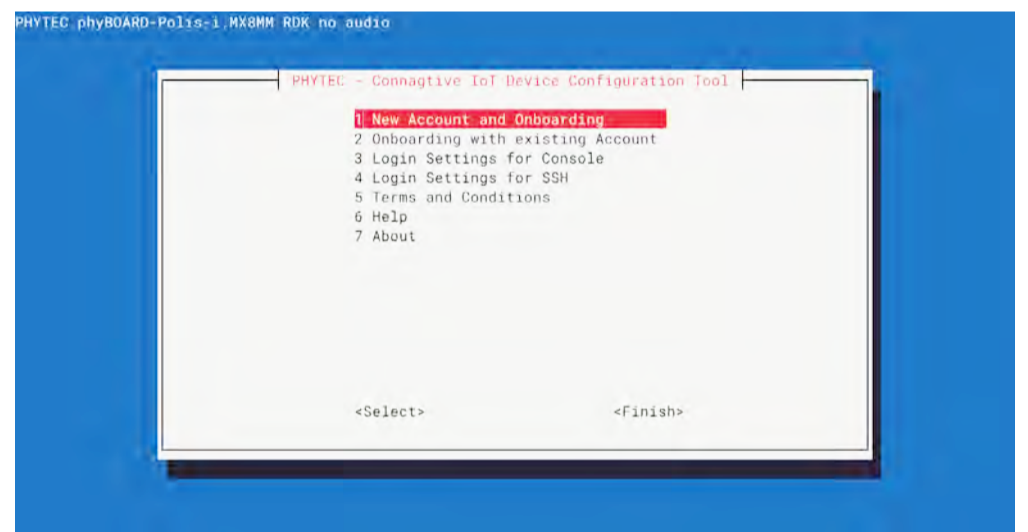 PHYTEC phyBOARD-Polis-i.MX8MM RDK no audio
PHYTEC - Connagtive IoT Device Configuration Tool
1 New Account and Onboarding
2 Onboarding with existing Account
3 Login Settings for Console
4 Login Settings for SSH
5 Terms and Conditions
6 Help
7 About
<Select> <Finish>